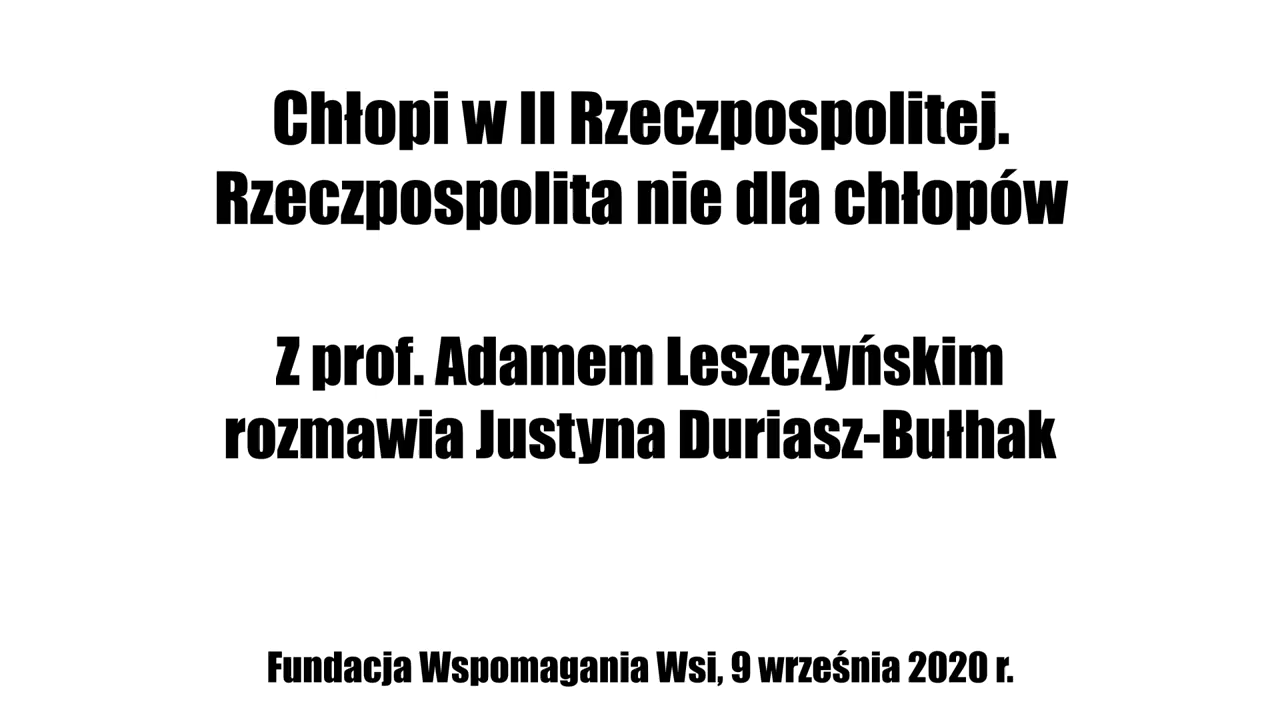 Chłopi w II Rzeczpospolitej.
Rzeczpospolita nie dla chłopów
Z prof. Adamem Leszczyńskim
rozmawia Justyna Duriasz-Bułhak
Fundacja Wspomagania Wsi, 9 września 2020 r.